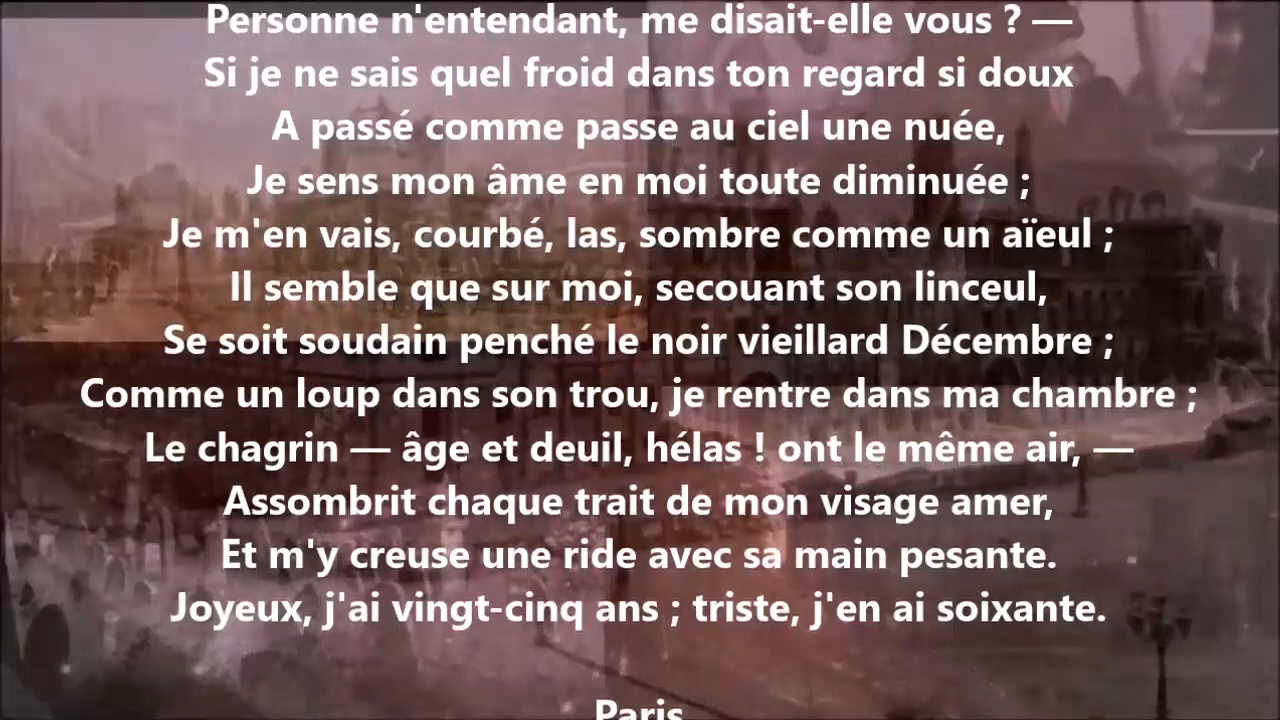 Personne n'entendant, me disait-elle vous ? —
Si je ne sais quel froid dans ton regard si doux
A passé comme passe au ciel une nuée,
Je sens mon âme en moi toute diminuée ;
Je m'en vais, courbé, las, sombre comme un aïeul ;
Il semble que sur moi, secouant son linceul,
Se soit soudain penché le noir vieillard Décembre ;
Comme un loup dans son trou, je rentre dans ma chambre ;
Le chagrin — âge et deuil, hélas ! ont le même air, —
Assombrit chaque trait de mon visage amer,
Et m'y creuse une ride avec sa main pesante.
Joyeux, j'ai vingt-cinq ans ; triste, j'en ai soixante.
Paris